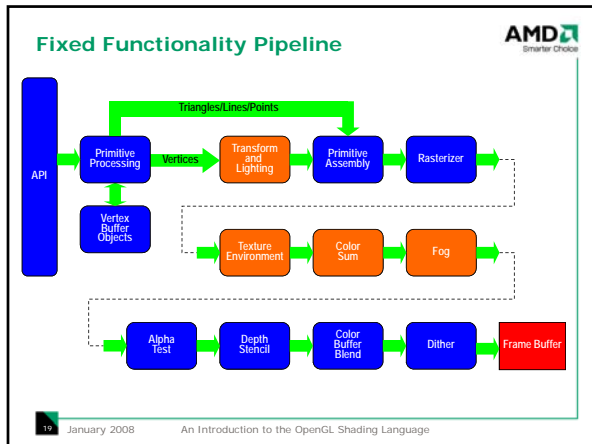 Fixed Functionality Pipeline
AMD
Smarter Choice
Triangles/Lines/Points
API
Primitive
Processing
Vertices
Transform
and
Lighting
Primitive
Assembly
Rasterizer
Vertex
Buffer
Objects
Texture
Environment
Color
Sum
Fog
Alpha
Test
Depth
Stencil
Color
Buffer
Blend
Dither
Frame Buffer
19
January 2008
An Introduction to the OpenGL Shading Language